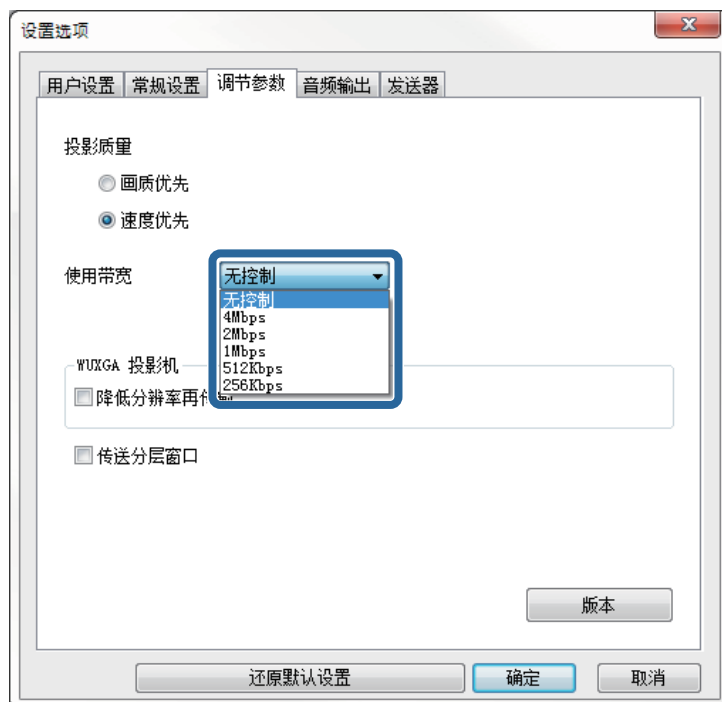 设置选项
用户设置 常规设置 调节参数 音频输出 发送器
投影质量
画质优先
速度优先
使用带宽 无控制
无控制
4Mbps
2Mbps
1Mbps
512Kbps
256Kbps
WUXGA 投影机
降低分辨率再
传送分层窗口
版本
还原默认设置 确定 取消